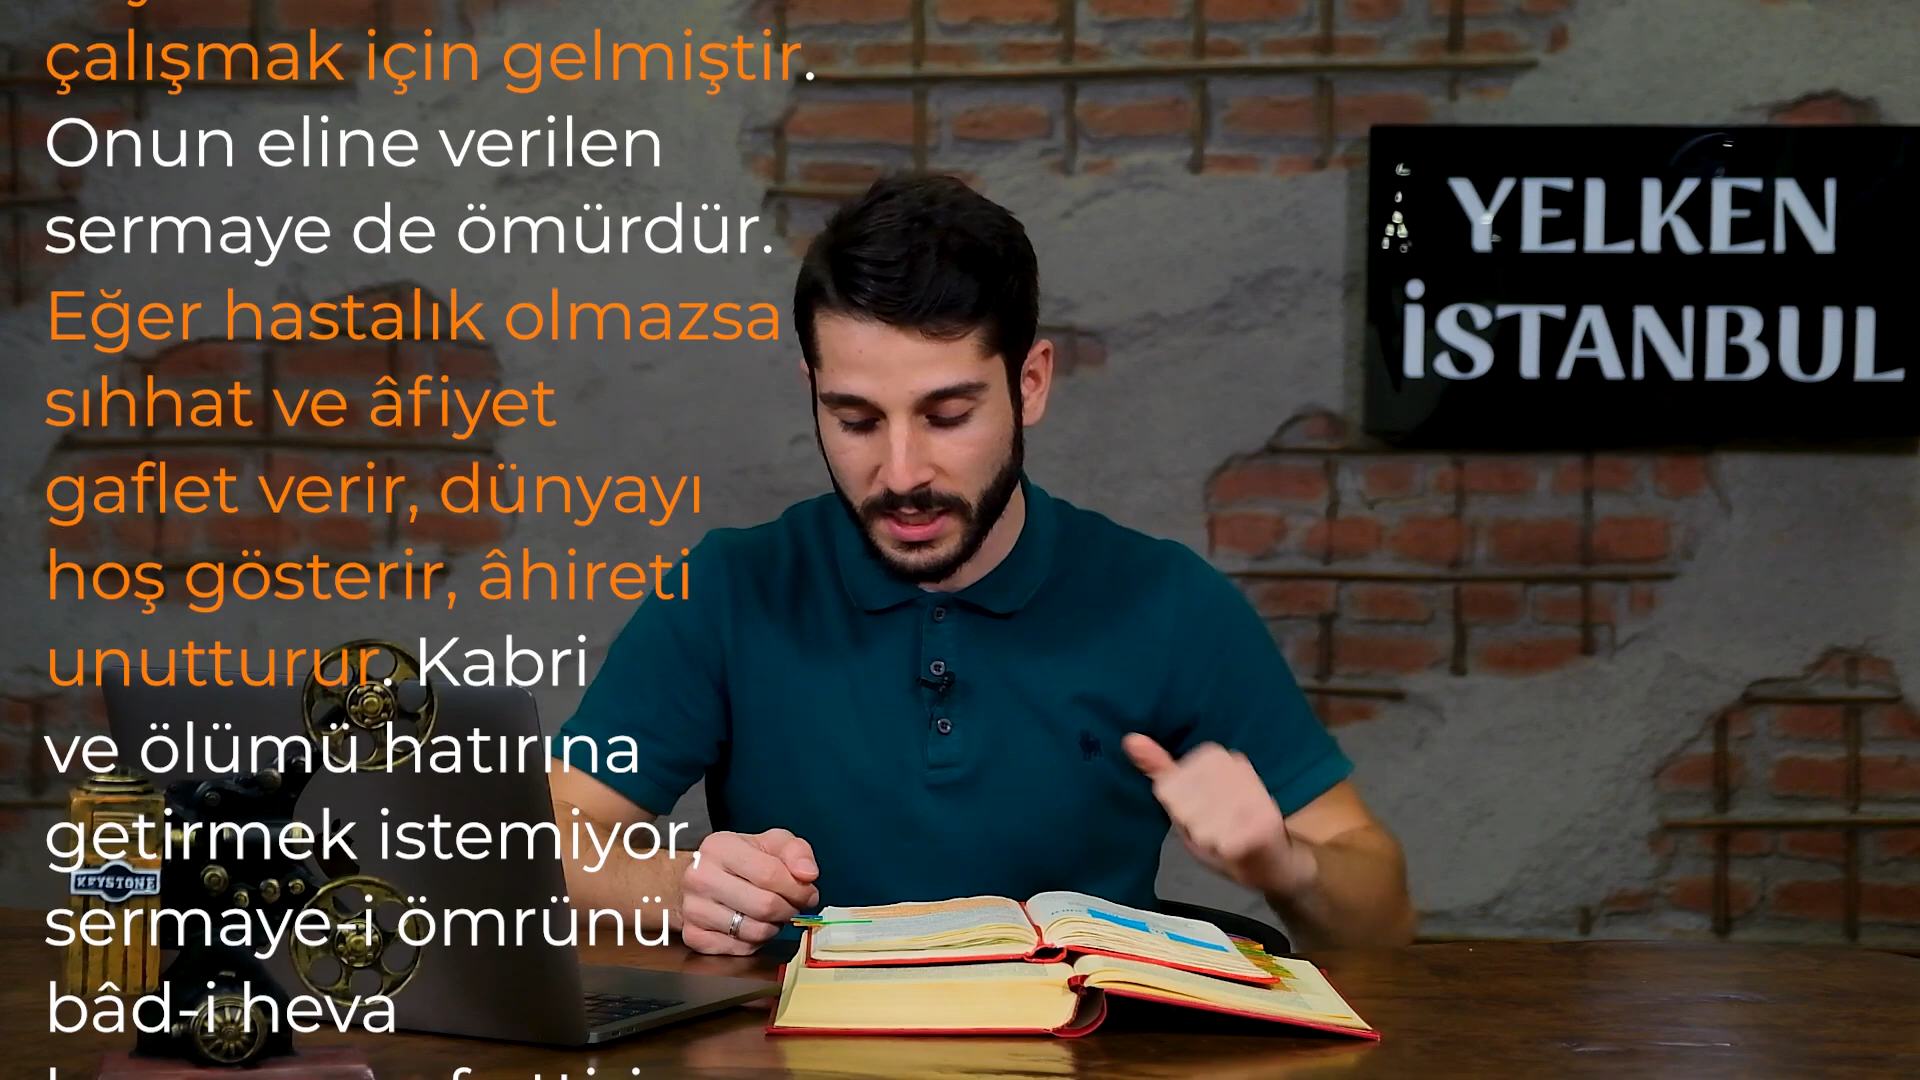 çalışmak için gelmiştir.
Onun eline verilen
sermaye de ömürdür.
Eğer hastalık olmazsa
sıhhat ve âfiyet
gaflet verir, dünyayı
hoş gösterir, âhireti
unutturur. Kabri
ve ölümü hatırına
getirmek istemiyor,
sermaye-i ömrünü
bâd-i heva
YELKEN
İSTANBUL
KEYSTONE